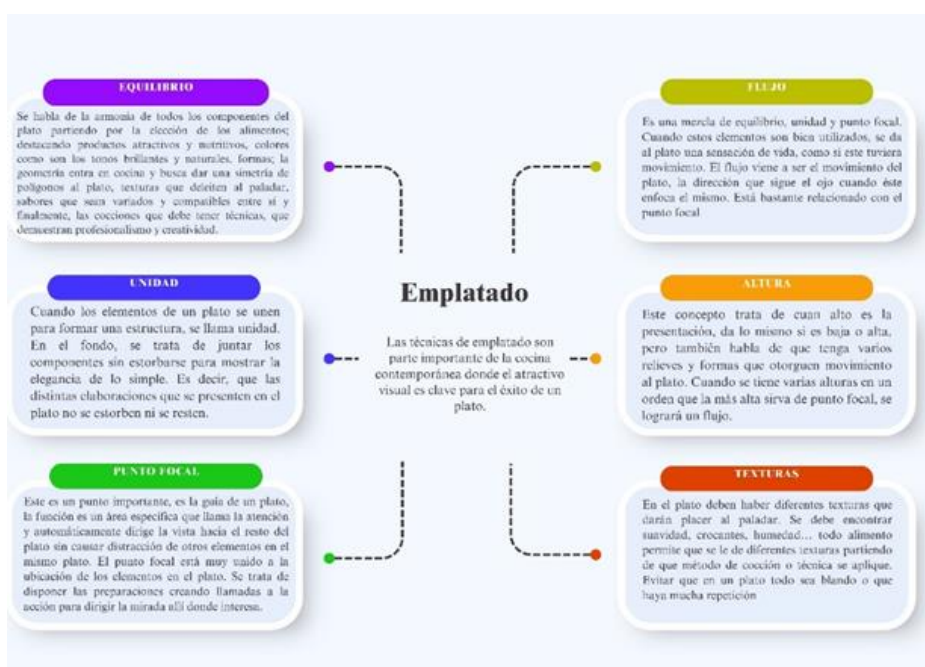 EQUILIBRIO
Se habla de la armonía de todos los componentes del
plato partiendo por la elección de los alimentos;
destacando productos atractivos y nutritivos, colores
como son los tonos brillantes y naturales, formas; la
geometría entra en cocina y busca dar una simetría de
polígonos al plato, texturas que deleiten al paladar,
sabores que sean variados y compatibles entre sí y
finalmente, las cocciones que debe tener técnicas, que
demuestran profesionalismo y creatividad.
UNIDAD
Cuando los elementos de un plato se unen
para formar una estructura, se llama unidad.
En el fondo, se trata de juntar los
componentes sin estorbarse para mostrar la
elegancia de lo simple. Es decir, que las
distintas elaboraciones que se presenten en el
plato no se estorben ni se resten.
PUNTO FOCAL
Este es un punto importante, es la guía de un plato,
la función es un área específica que llama la atención
y automáticamente dirige la vista hacia el resto del
plato sin causar distracción de otros elementos en el
mismo plato. El punto focal está muy unido a la
ubicación de los elementos en el plato. Se trata de
disponer las preparaciones creando llamadas a la
acción para dirigir la mirada allí donde interesa.
Emplatado
Las técnicas de emplatado son
parte importante de la cocina
contemporánea donde el atractivo
visual es clave para el éxito de un
plato.
FLUJO
Es una mezcla de equilibrio, unidad y punto focal.
Cuando estos elementos son bien utilizados, se da
al plato una sensación de vida, como si este tuviera
movimiento. El flujo viene a ser el movimiento del
plato, la dirección que sigue el ojo cuando éste
enfoca el mismo. Está bastante relacionado con el
punto focal
ALTURA
Este concepto trata de cuan alto es la
presentación, da lo mismo si es baja o alta,
pero también habla de que tenga varios
relieves y formas que otorguen movimiento
al plato. Cuando se tiene varias alturas en un
orden que la más alta sirva de punto focal, se
logrará un flujo.
TEXTURAS
En el plato deben haber diferentes texturas que
darán placer al paladar. Se debe encontrar
suavidad, crocantes, humedad... todo alimento
permite que se le de diferentes texturas partiendo
de que método de cocción o técnica se aplique.
Evitar que en un plato todo sea blando o que
haya mucha repetición